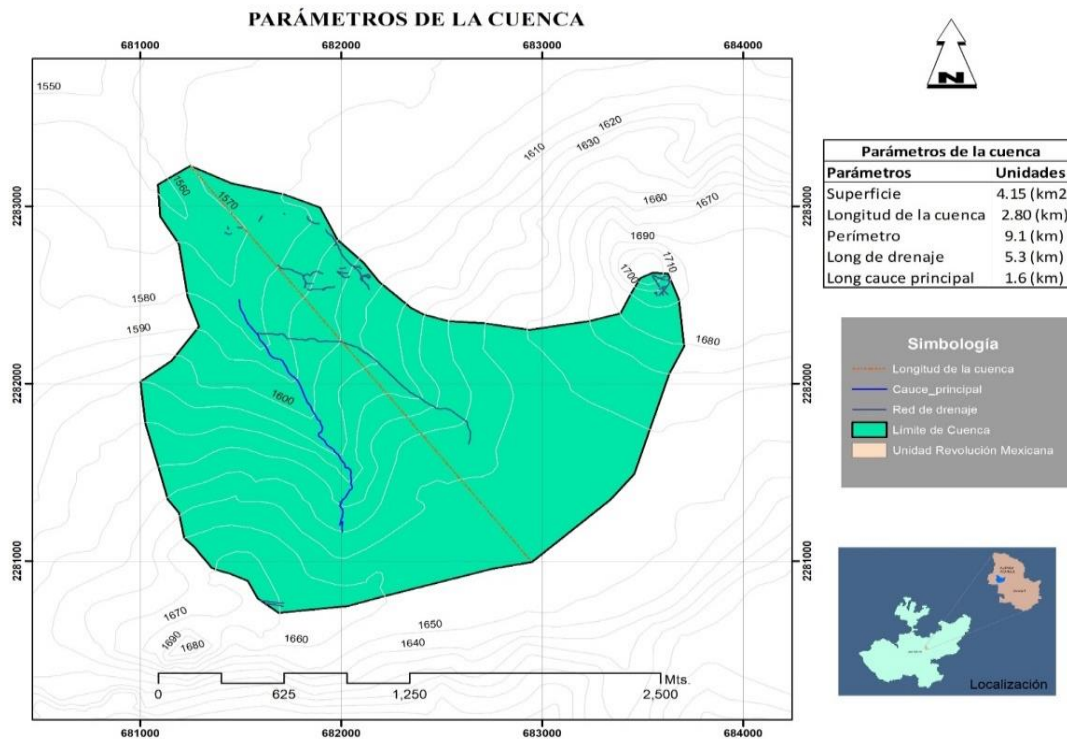 PARÁMETROS DE LA CUENCA
681000 682000 683000 684000
1550
1620
1610
1630
1560
1570
1660
1670
2283000
2283000
1690
1700
1710
1580
1590
1680
2282000
2282000
1600
2281000
2281000
1670
1690
1680
1660
1650
1640
Mts.
0 625 1,250 2,500
681000 682000 683000 684000
N
Parámetros de la cuenca
Parámetros Unidades
Superficie 4.15 (km2
Longitud de la cuenca 2.80 (km)
Perímetro 9.1 (km)
Long de drenaje 5.3 (km)
Long cauce principal 1.6 (km)
Simbología
Longitud de la cuenca
Cauce_principal
Red de drenaje
Límite de Cuenca
Unidad Revolución Mexicana
Localización